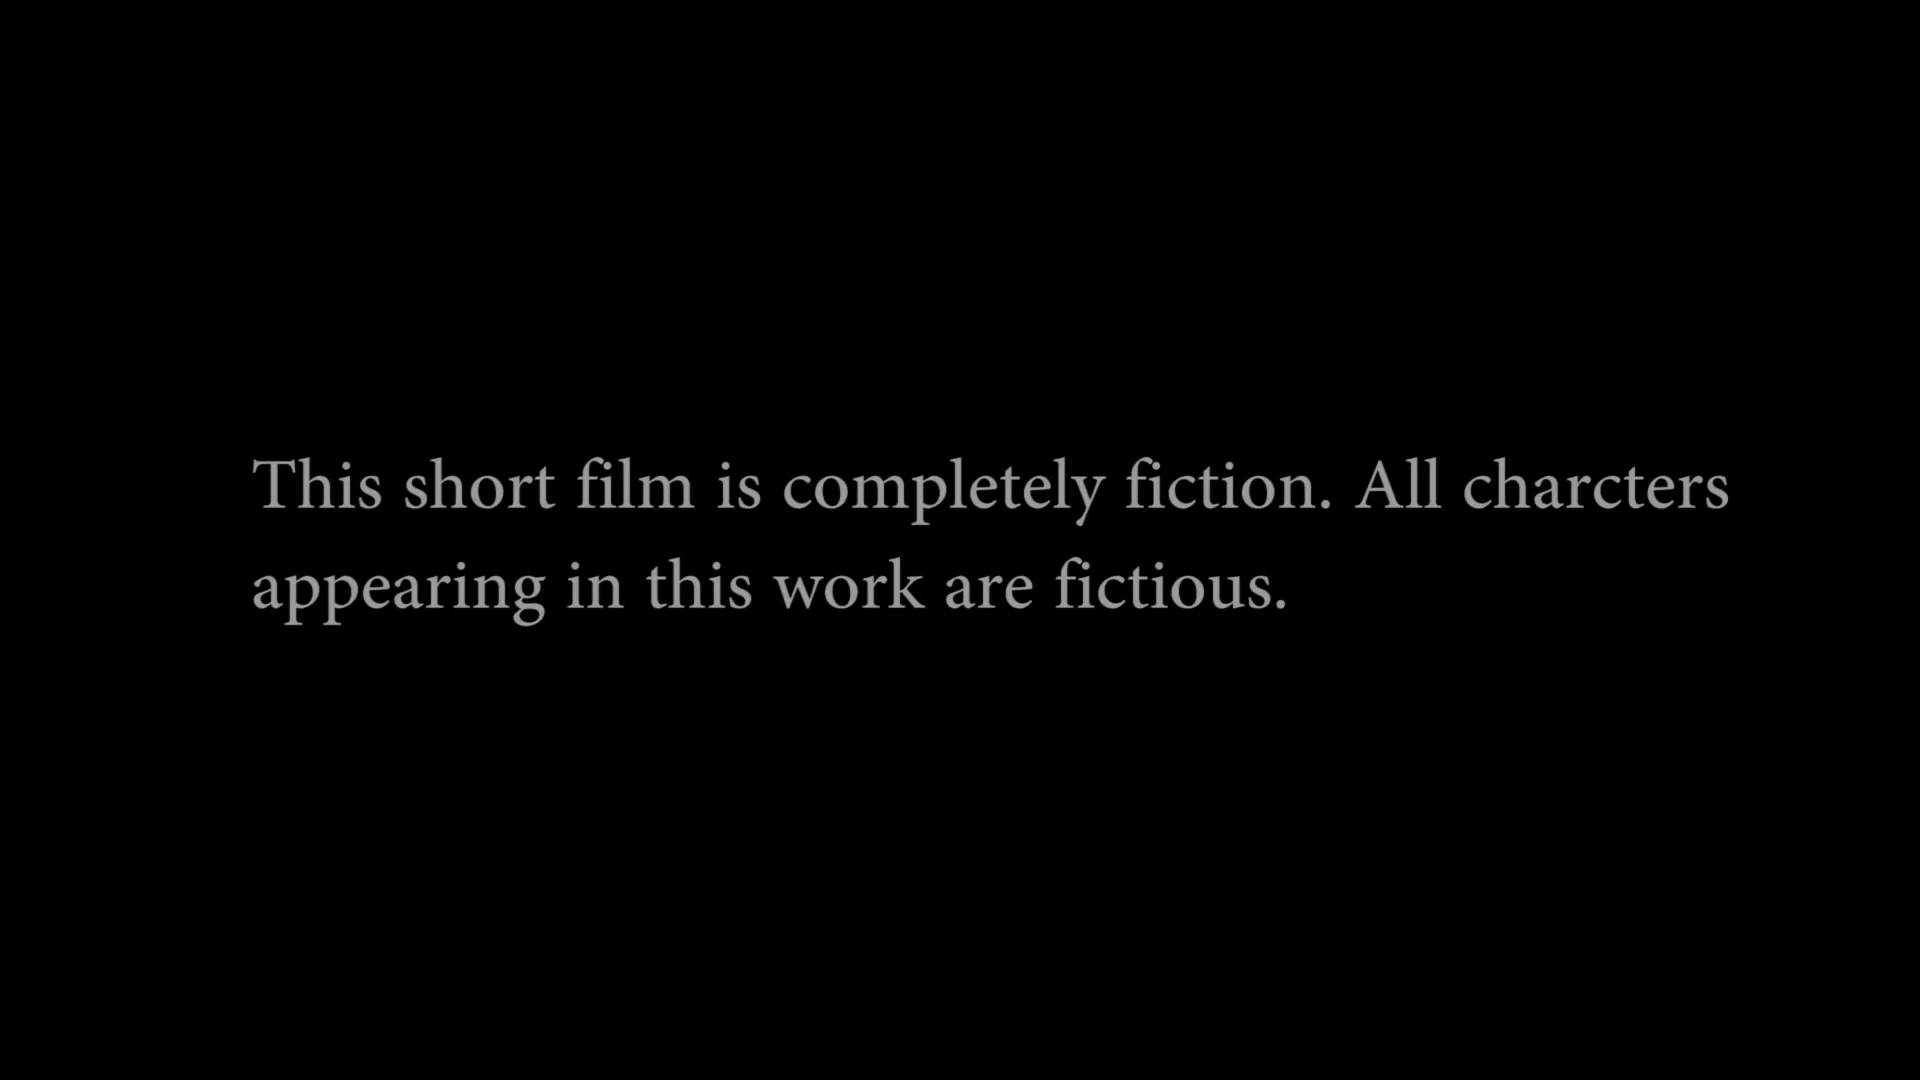 This short film is completely fiction. All charcters
appearing in this work are fictious.